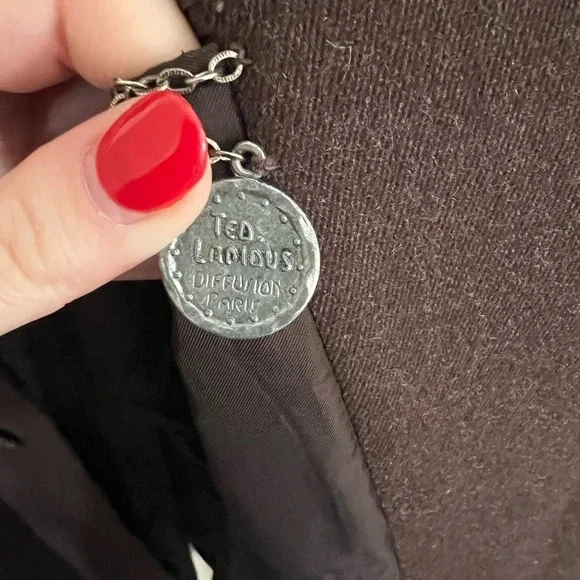 TED.
LAPIDUS.
DIFFUSION
PARIS